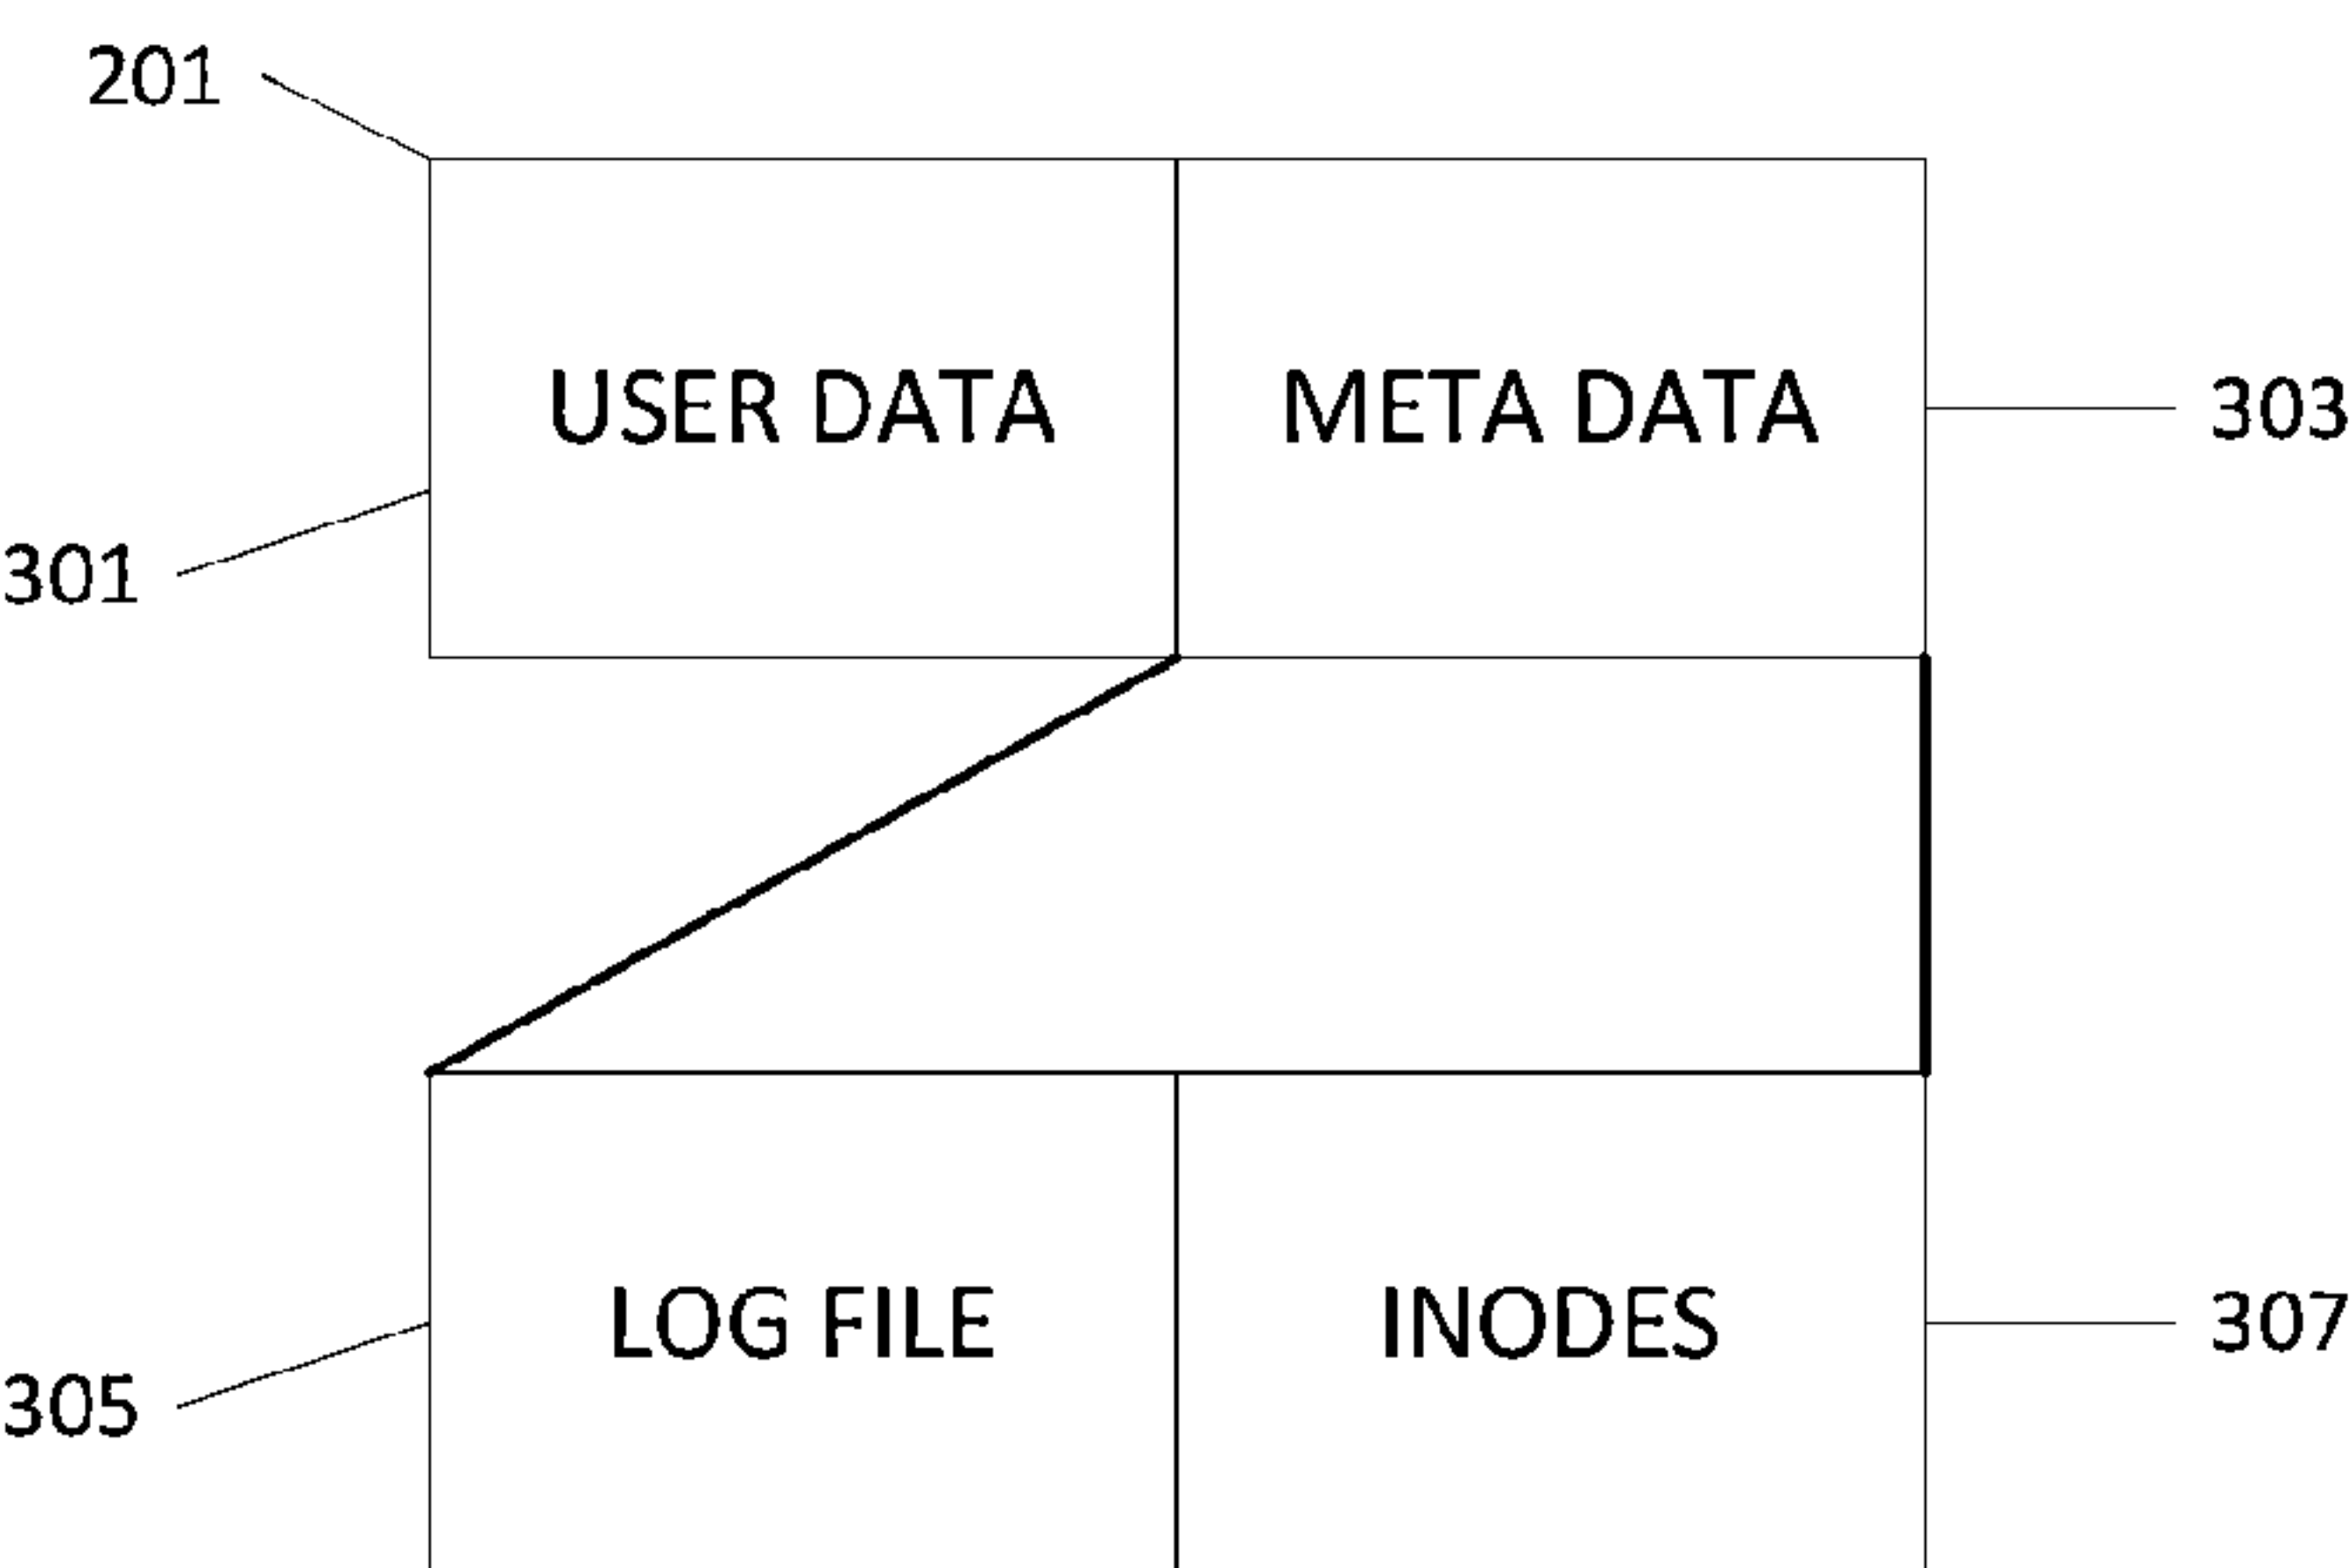 201
USER DATA META DATA
303
301
LOG FILE INODES
307
305